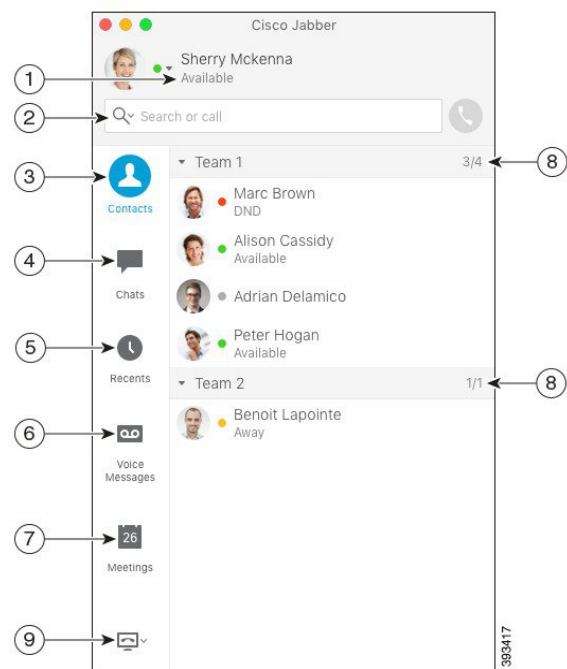 Cisco Jabber
Sherry Mckenna
1
Available
2
Search or call
3
Contacts
Team 1
3/4
8
Marc Brown
DND
4
Chats
Alison Cassidy
Available
Adrian Delamico
5
Recents
Peter Hogan
Available
Team 2
1/1
8
6
Voice
Messages
Benoit Lapointe
Away
7
26
Meetings
9
393417